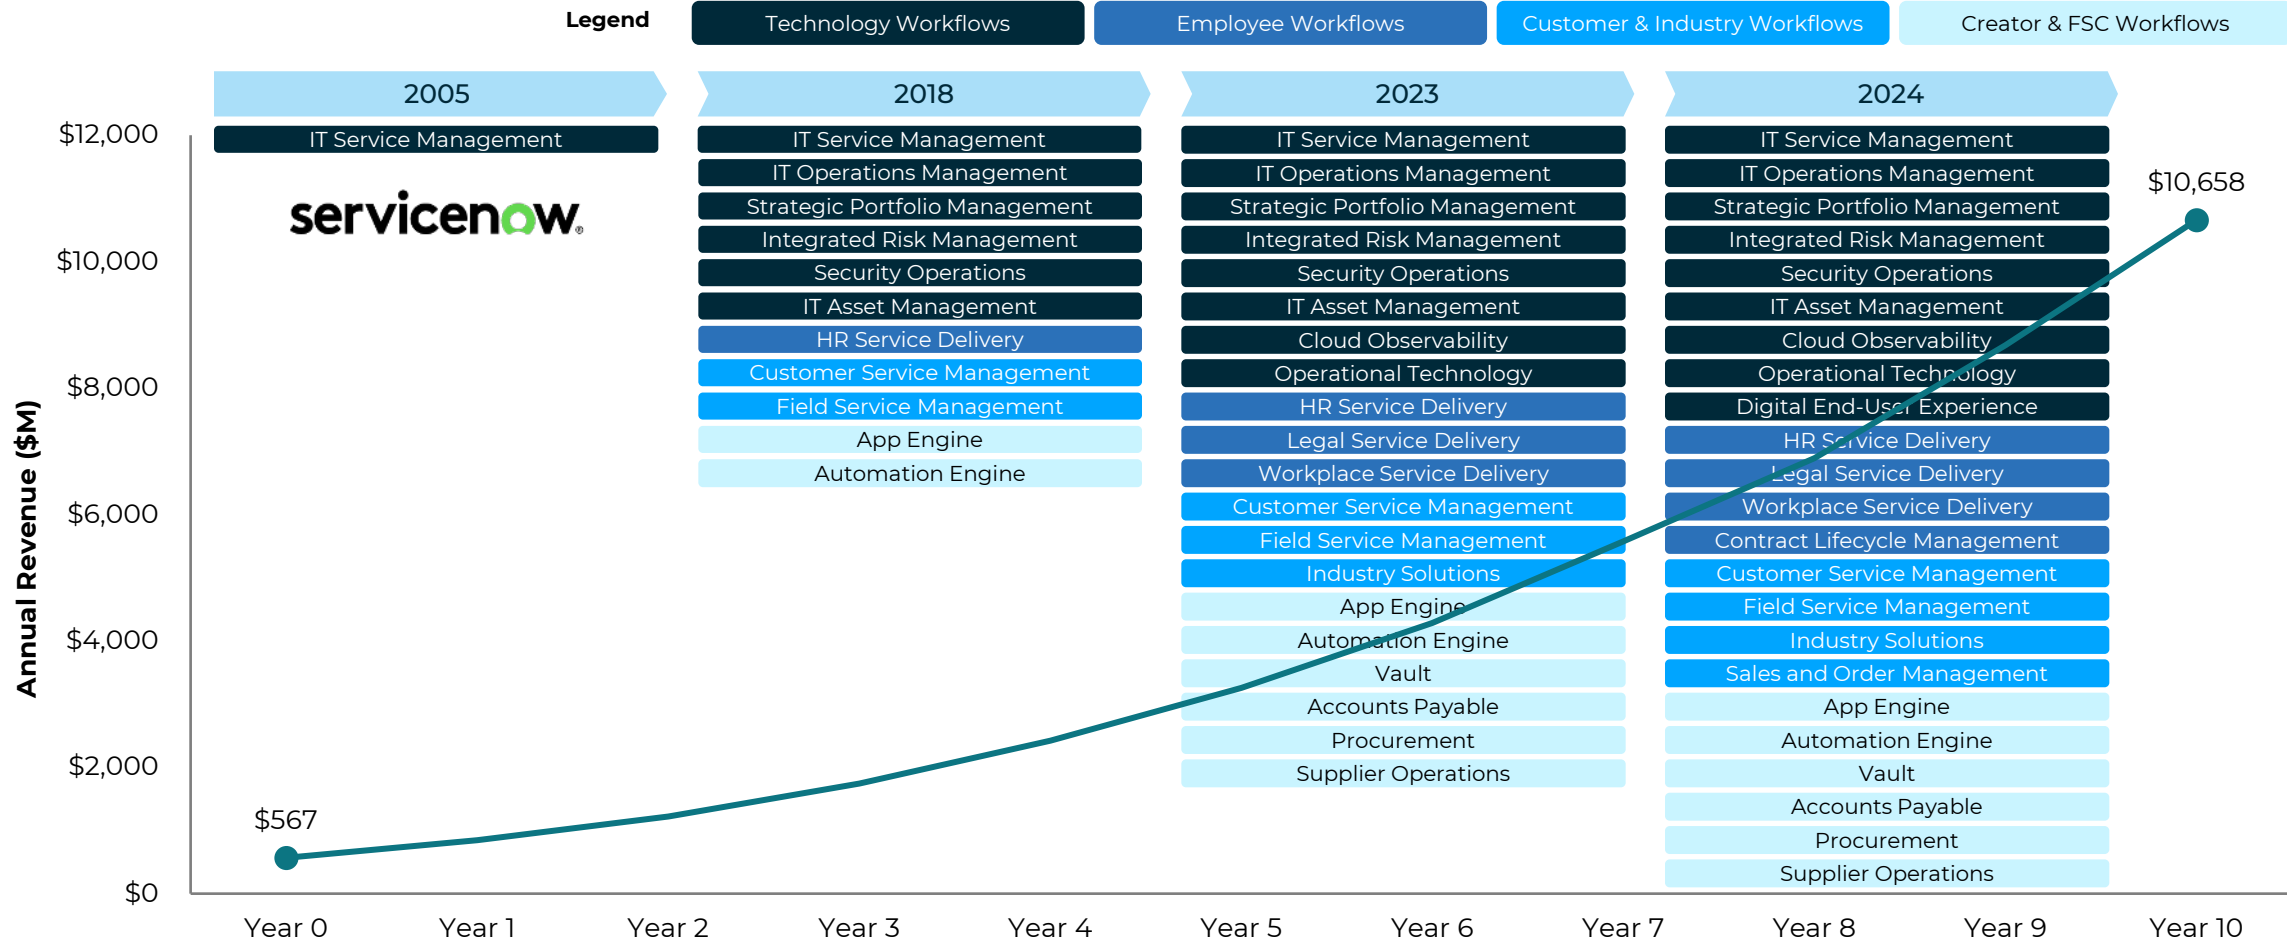 Legend
Technology Workflows
Employee Workflows
Customer & Industry Workflows
Creator & FSC Workflows
2005
IT Service Management
servicenow®
2018
IT Service Management
IT Operations Management
Strategic Portfolio Management
Integrated Risk Management
Security Operations
IT Asset Management
HR Service Delivery
Customer Service Management
Field Service Management
App Engine
Automation Engine
2023
IT Service Management
IT Operations Management
Strategic Portfolio Management
Integrated Risk Management
Security Operations
IT Asset Management
Cloud Observability
Operational Technology
HR Service Delivery
Legal Service Delivery
Workplace Service Delivery
Customer Service Management
Field Service Management
Industry Solutions
App Engine
Automation Engine
Vault
Accounts Payable
Procurement
Supplier Operations
2024
IT Service Management
IT Operations Management
Strategic Portfolio Management
Integrated Risk Management
Security Operations
IT Asset Management
Cloud Observability
Operational Technology
Digital End-User Experience
HR Service Delivery
Legal Service Delivery
Workplace Service Delivery
Contract Lifecycle Management
Customer Service Management
Field Service Management
Industry Solutions
Sales and Order Management
App Engine
Automation Engine
Vault
Accounts Payable
Procurement
Supplier Operations
Annual Revenue ($M)
$12,000
$10,000
$8,000
$6,000
$4,000
$2,000
$0
$567
$10,658
Year 0
Year 1
Year 2
Year 3
Year 4
Year 5
Year 6
Year 7
Year 8
Year 9
Year 10